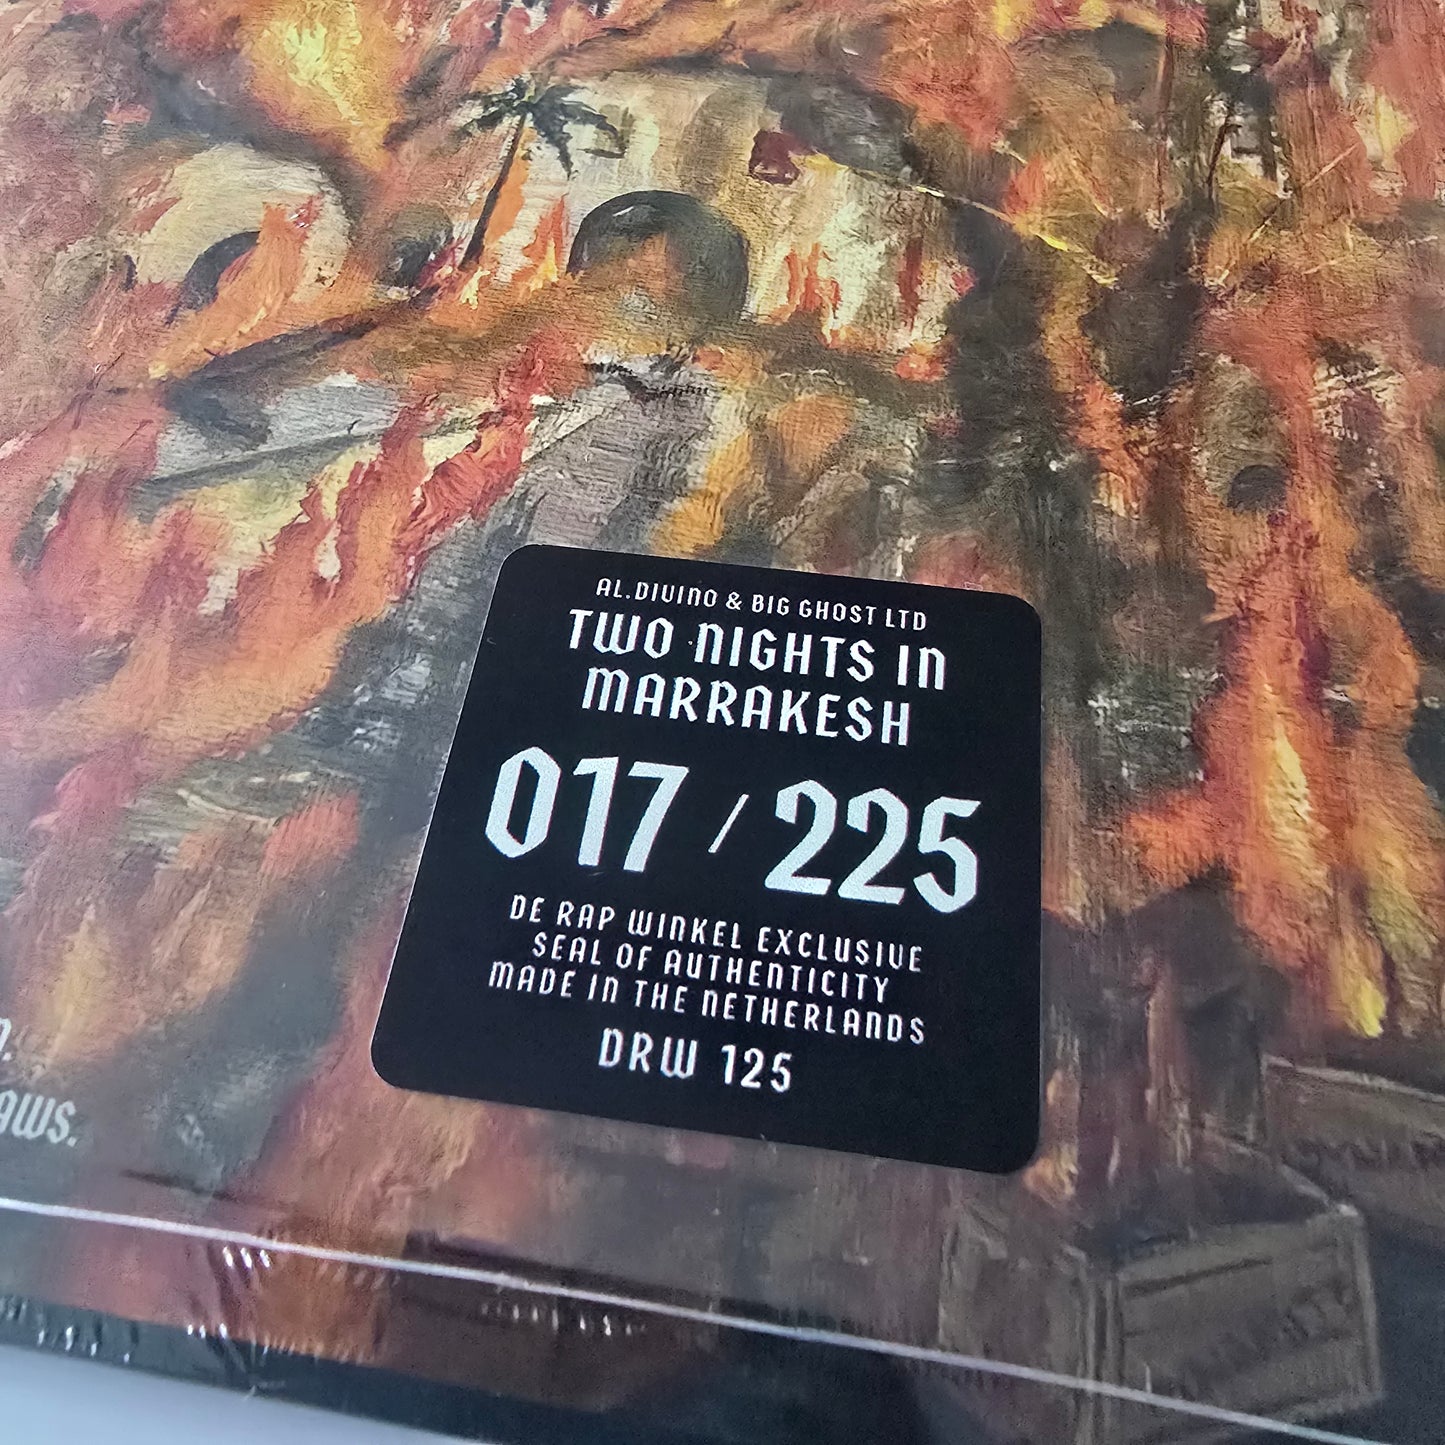 AL.DIVINO & BIG GHOST LTD
TWO NIGHTS IN
MARRAKESH
017 / 225
DE RAP WINKEL EXCLUSIVE
SEAL OF AUTHENTICITY
MADE IN THE NETHERLANDS
DRW 125